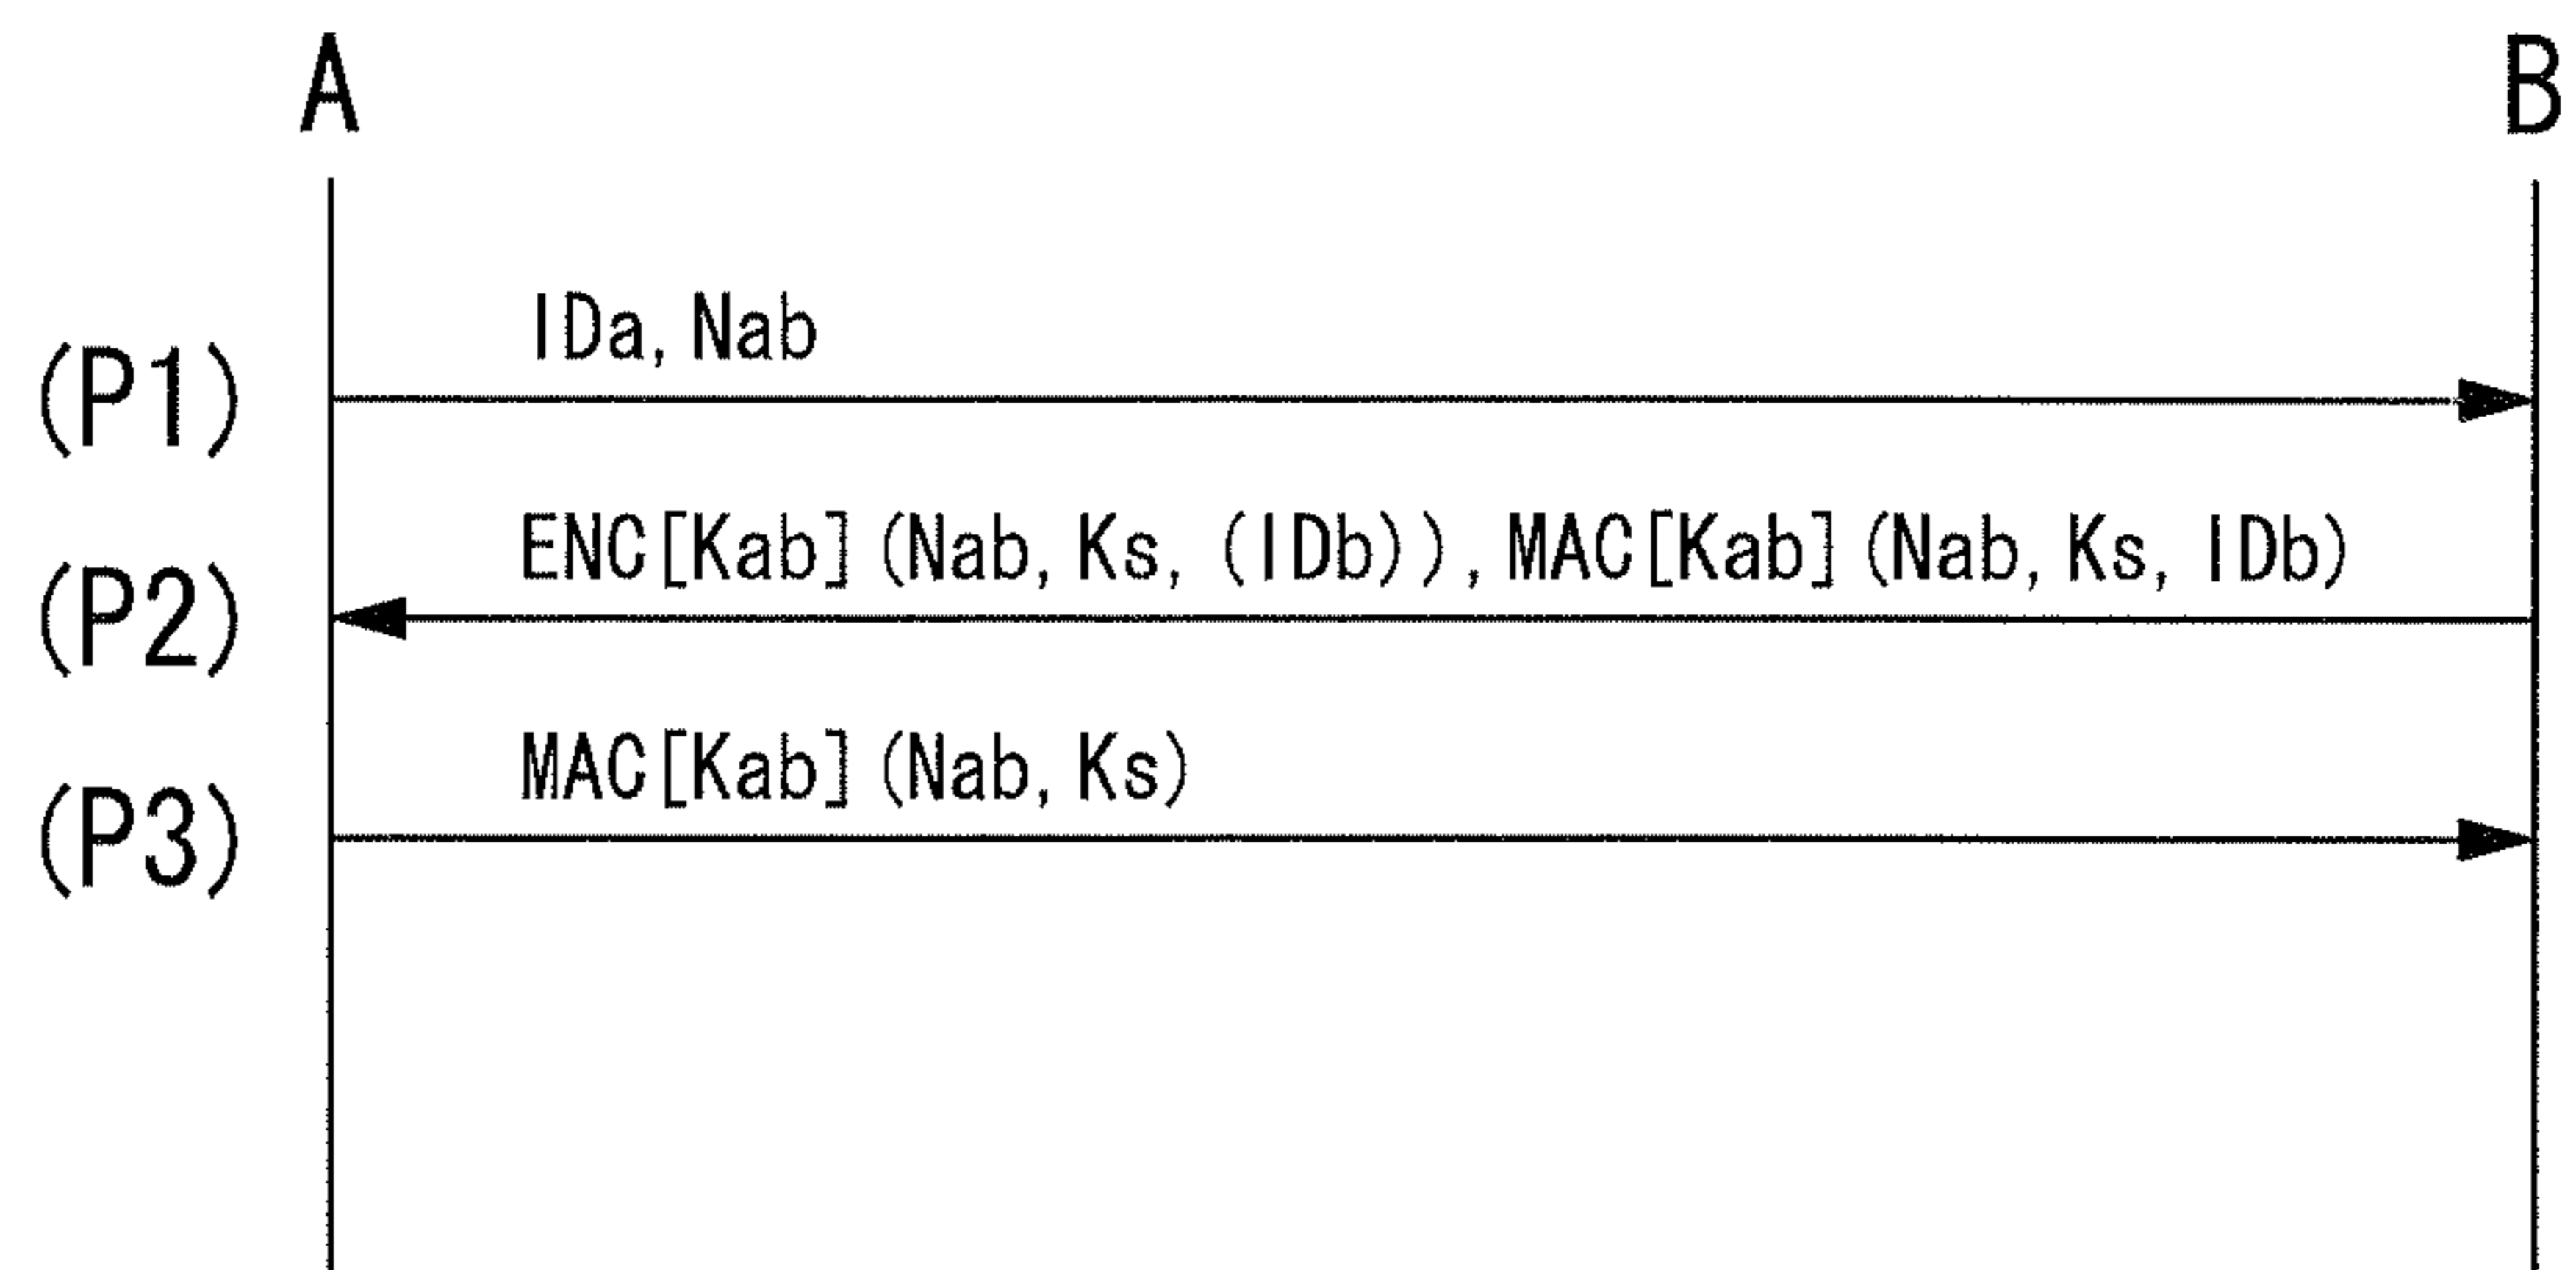 A B
IDa, Nab
(P1)
ENC[Kab](Nab, Ks, (IDb)), MAC[Kab](Nab, Ks, IDb)
(P2)
MAC[Kab](Nab, Ks)
(P3)